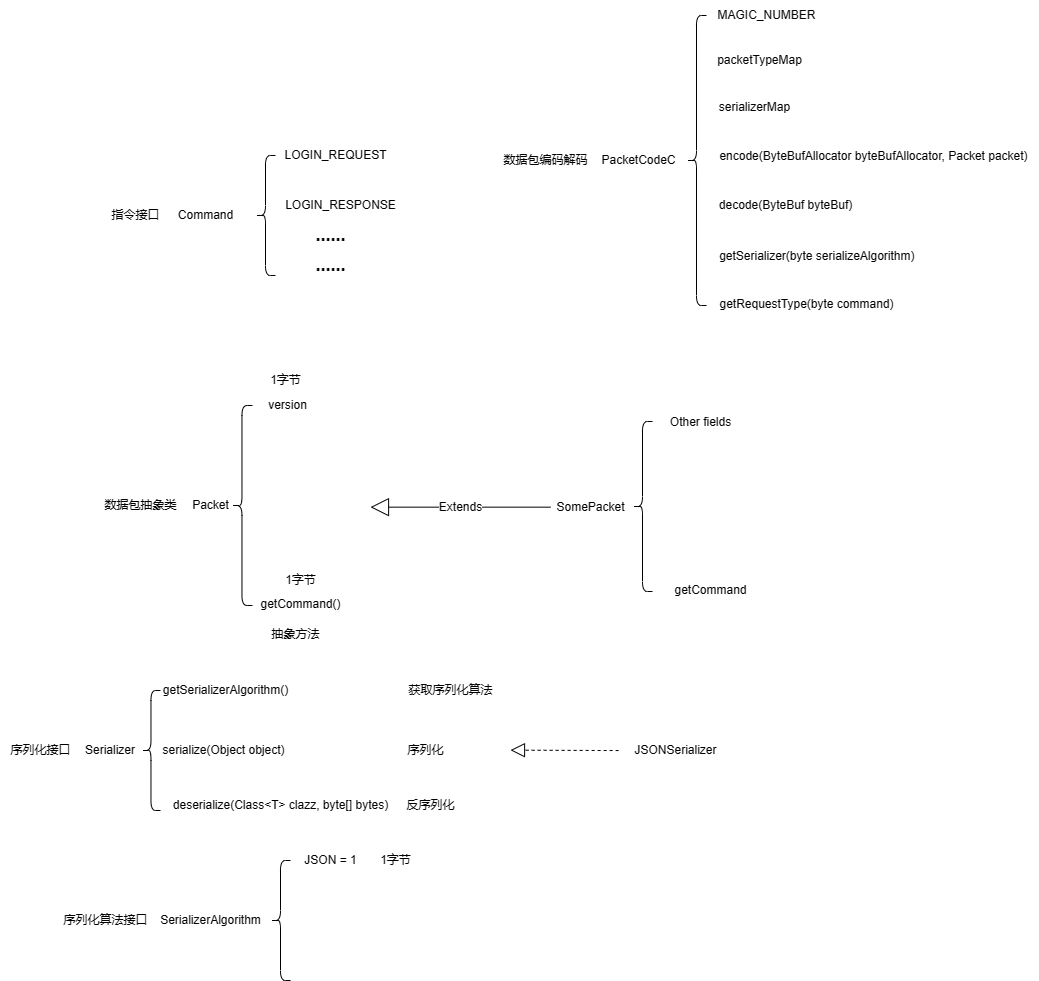 指令接口 Command
LOGIN_REQUEST
LOGIN_RESPONSE
......
......
数据包编码解码 PacketCodeC
MAGIC_NUMBER
packetTypeMap
serializerMap
encode(ByteBufAllocator byteBufAllocator, Packet packet)
decode(ByteBuf byteBuf)
getSerializer(byte serializeAlgorithm)
getRequestType(byte command)
数据包抽象类 Packet
1字节
version
1字节
getCommand()
抽象方法
Extends
SomePacket
Other fields
getCommand
序列化接口 Serializer
getSerializerAlgorithm() 获取序列化算法
serialize(Object object) 序列化
deserialize(Class<T> clazz, byte[] bytes) 反序列化
JSONSerializer
序列化算法接口 SerializerAlgorithm
JSON = 1 1字节